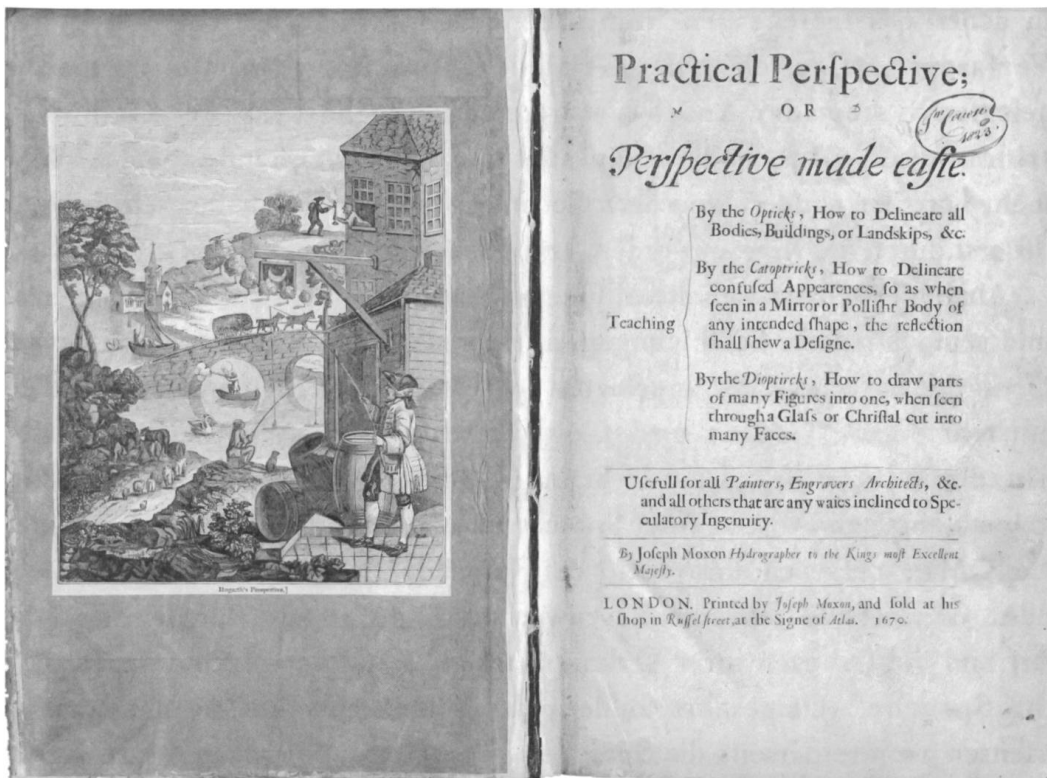 Hogarth's Perspective.]
Practical Perſpective;
OR
Perſpective made eaſie.
By the Opticks, How to Delineate all
Bodies, Buildings, or Landskips, &c.
By the Catoptricks, How to Delineate
confuſed Appearences, ſo as when
ſeen in a Mirror or Polliſht Body of
any intended ſhape, the reflection
ſhall ſhew a Deſigne.
Teaching
By the Dioptircks, How to draw parts
of many Figures into one, when ſeen
through a Glaſs or Chriſtal cut into
many Faces.
Uſefull for all Painters, Engravers Architects, &c.
and all others that are any waies inclined to Spe-
culatory Ingenuity.
By Joſeph Moxon Hydrographer to the Kings moſt Excellent
Majeſty.
LONDON. Printed by Joſeph Moxon, and ſold at his
ſhop in Ruſſelſtreet, at the Signe of Atlas. 1670.